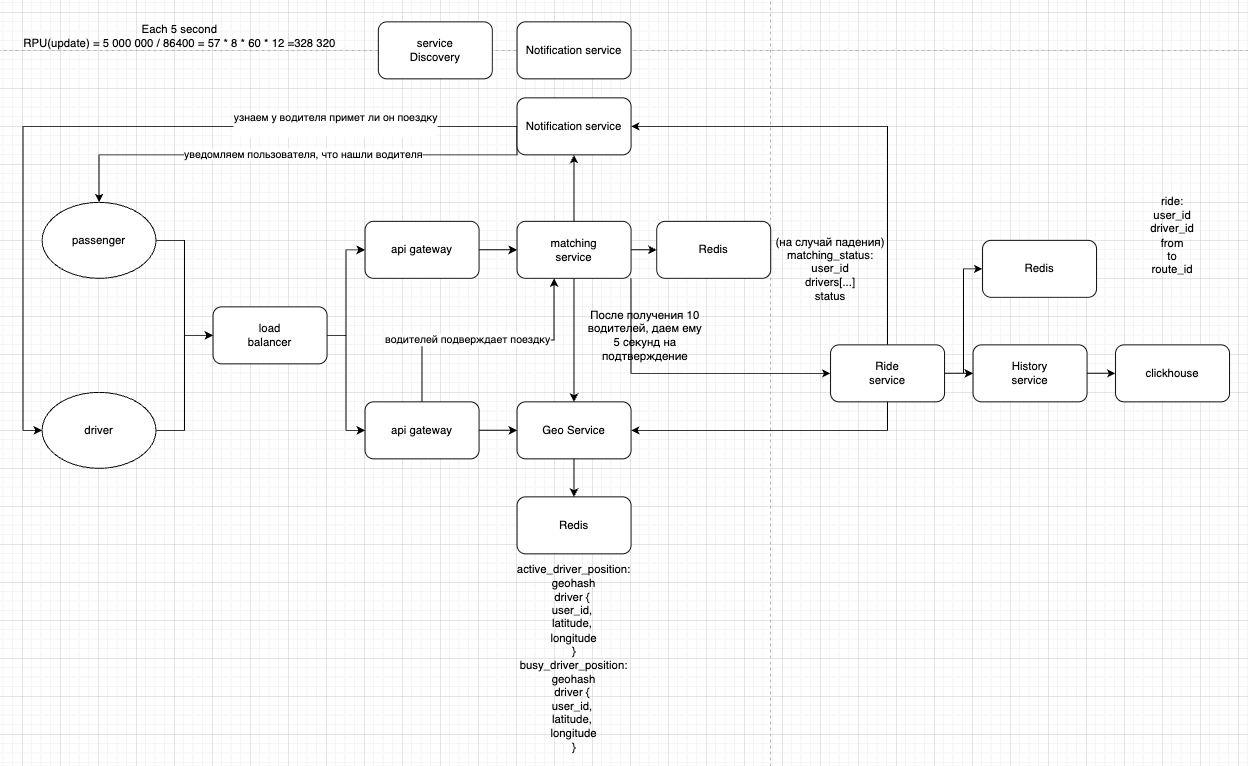 Each 5 second
RPU(update) = 5 000 000 / 86400 = 57 * 8 * 60 * 12 =328 320
service
Discovery
Notification service
Notification service
узнаем у водителя примет ли он поездку
уведомляем пользователя, что нашли водителя
passenger
api gateway
matching
service
Redis
(на случай падения)
matching_status:
user_id
drivers[...]
status
Redis
ride:
user_id
driver_id
from
to
route_id
load
balancer
водителей подверждает поездку
После получения 10
водителей, даем ему
5 секунд на
подтверждение
Ride
service
History
service
clickhouse
driver
api gateway
Geo Service
Redis
active_driver_position:
geohash
driver {
user_id,
latitude,
longitude
}
busy_driver_position:
geohash
driver {
user_id,
latitude,
longitude
}